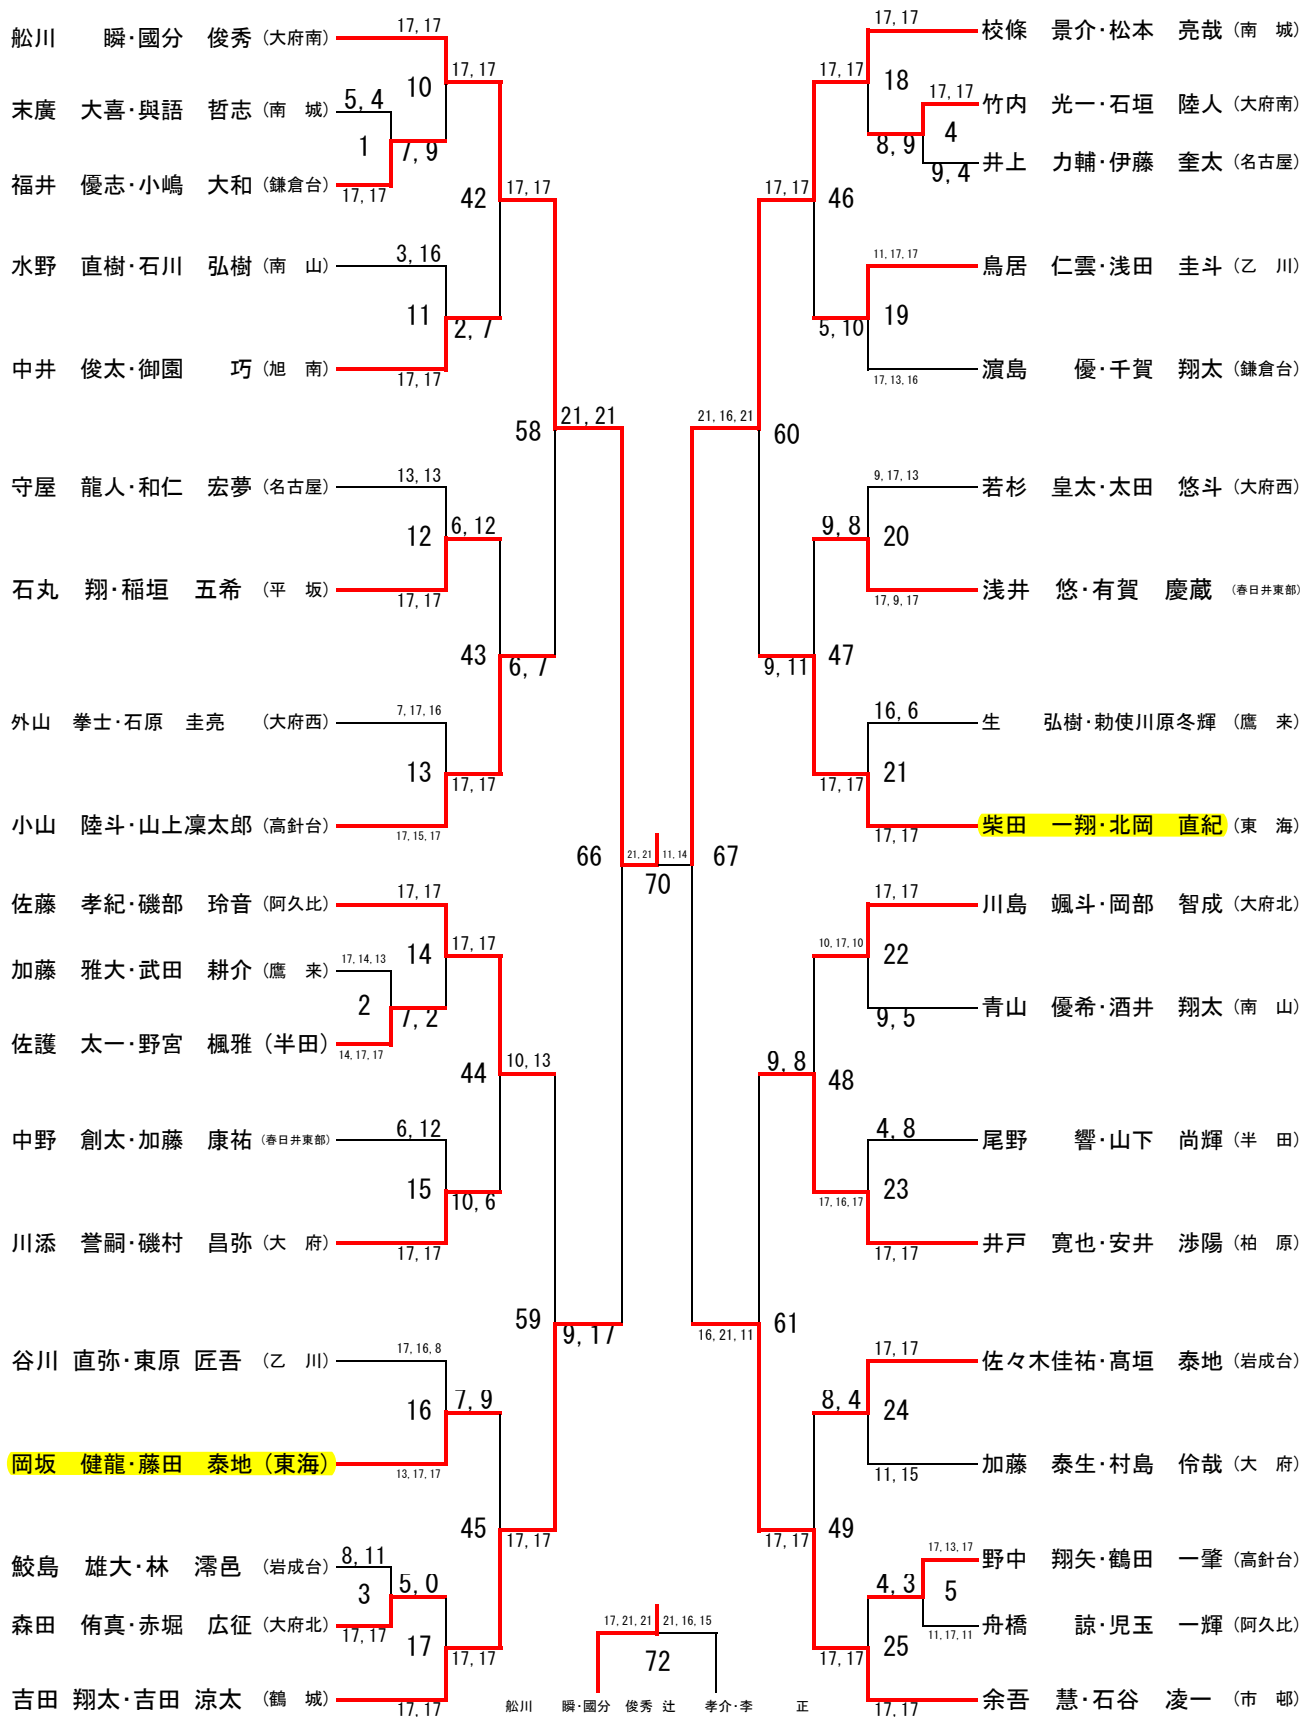 舩川　瞬・國分　俊秀（大府南）
17, 17
10
17, 17
末廣　大喜・與語　哲志（南　城）
5, 4
1
7, 9
福井　優志・小嶋　大和（鎌倉台）
17, 17
42
17, 17
水野　直樹・石川　弘樹（南　山）
3, 16
11
2, 7
中井　俊太・御園　巧（旭　南）
17, 17
58
21, 21
守屋　龍人・和仁　宏夢（名古屋）
13, 13
12
6, 12
石丸　翔・稲垣　五希（平　坂）
17, 17
43
6, 7
外山　拳士・石原　圭亮（大府西）
7, 17, 16
13
17, 17
小山　陸斗・山上凜太郎（高針台）
17, 15, 17
66
21, 21
佐藤　孝紀・磯部　玲音（阿久比）
17, 17
14
17, 17
加藤　雅大・武田　耕介（鷹　来）
17, 14, 13
2
7, 2
佐護　太一・野宮　楓雅（半田）
14, 17, 17
44
10, 13
中野　創太・加藤　康祐（春日井東部）
6, 12
15
10, 6
川添　誉嗣・磯村　昌弥（大　府）
17, 17
59
9, 17
谷川　直弥・東原　匠吾（乙　川）
17, 16, 8
16
7, 9
岡坂　健龍・藤田　泰地（東海）
13, 17, 17
45
17, 17
鮫島　雄大・林　澪邑（岩成台）
8, 11
3
5, 0
森田　侑真・赤堀　広征（大府北）
17, 17
17
17, 17
吉田　翔太・吉田　涼太（鶴　城）
17, 17
70
11, 14
67
72
17, 21, 21
21, 16, 15
舩川　瞬・國分　俊秀
辻　孝介・李　正
校條　景介・松本　亮哉（南　城）
17, 17
18
17, 17
竹内　光一・石垣　陸人（大府南）
17, 17
4
8, 9
井上　力輔・伊藤　奎太（名古屋）
9, 4
46
17, 17
鳥居　仁雲・浅田　圭斗（乙　川）
11, 17, 17
19
5, 10
濵島　優・千賀　翔太（鎌倉台）
17, 13, 16
60
21, 16, 21
若杉　皇太・太田　悠斗（大府西）
9, 17, 13
20
9, 8
浅井　悠・有賀　慶蔵（春日井東部）
17, 9, 17
47
9, 11
生　弘樹・勅使川原冬輝（鷹　来）
16, 6
21
17, 17
柴田　一翔・北岡　直紀（東　海）
17, 17
川島　颯斗・岡部　智成（大府北）
17, 17
22
10, 17, 10
青山　優希・酒井　翔太（南　山）
9, 5
48
9, 8
尾野　響・山下　尚輝（半　田）
4, 8
23
17, 16, 17
井戸　寛也・安井　渉陽（柏　原）
17, 17
61
16, 21, 11
佐々木佳祐・髙垣　泰地（岩成台）
17, 17
24
8, 4
加藤　泰生・村島　伶哉（大　府）
11, 15
49
17, 17
野中　翔矢・鶴田　一肇（高針台）
17, 13, 17
5
4, 3
舟橋　諒・児玉　一輝（阿久比）
11, 17, 11
25
17, 17
余吾　慧・石谷　凌一（市　邨）
17, 17